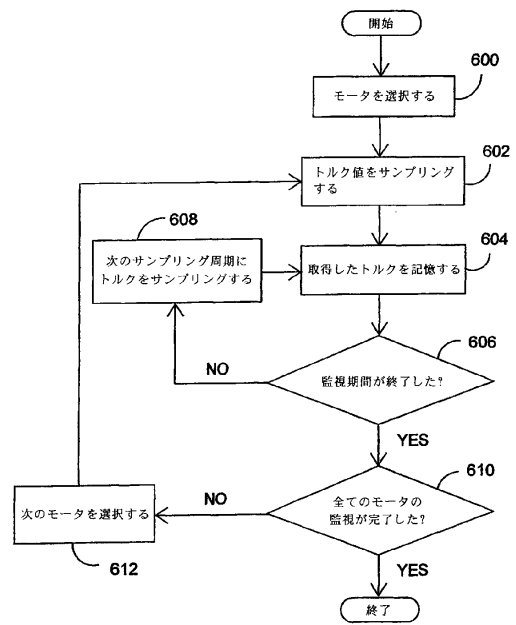 開始
600
モータを選択する
602
トルク値をサンプリング
する
608
次のサンプリング周期に
トルクをサンプリングする
604
取得したトルクを記憶する
606
監視期間が終了した?
NO
YES
610
全てのモータの
監視が完了した?
NO
次のモータを選択する
612
YES
終了